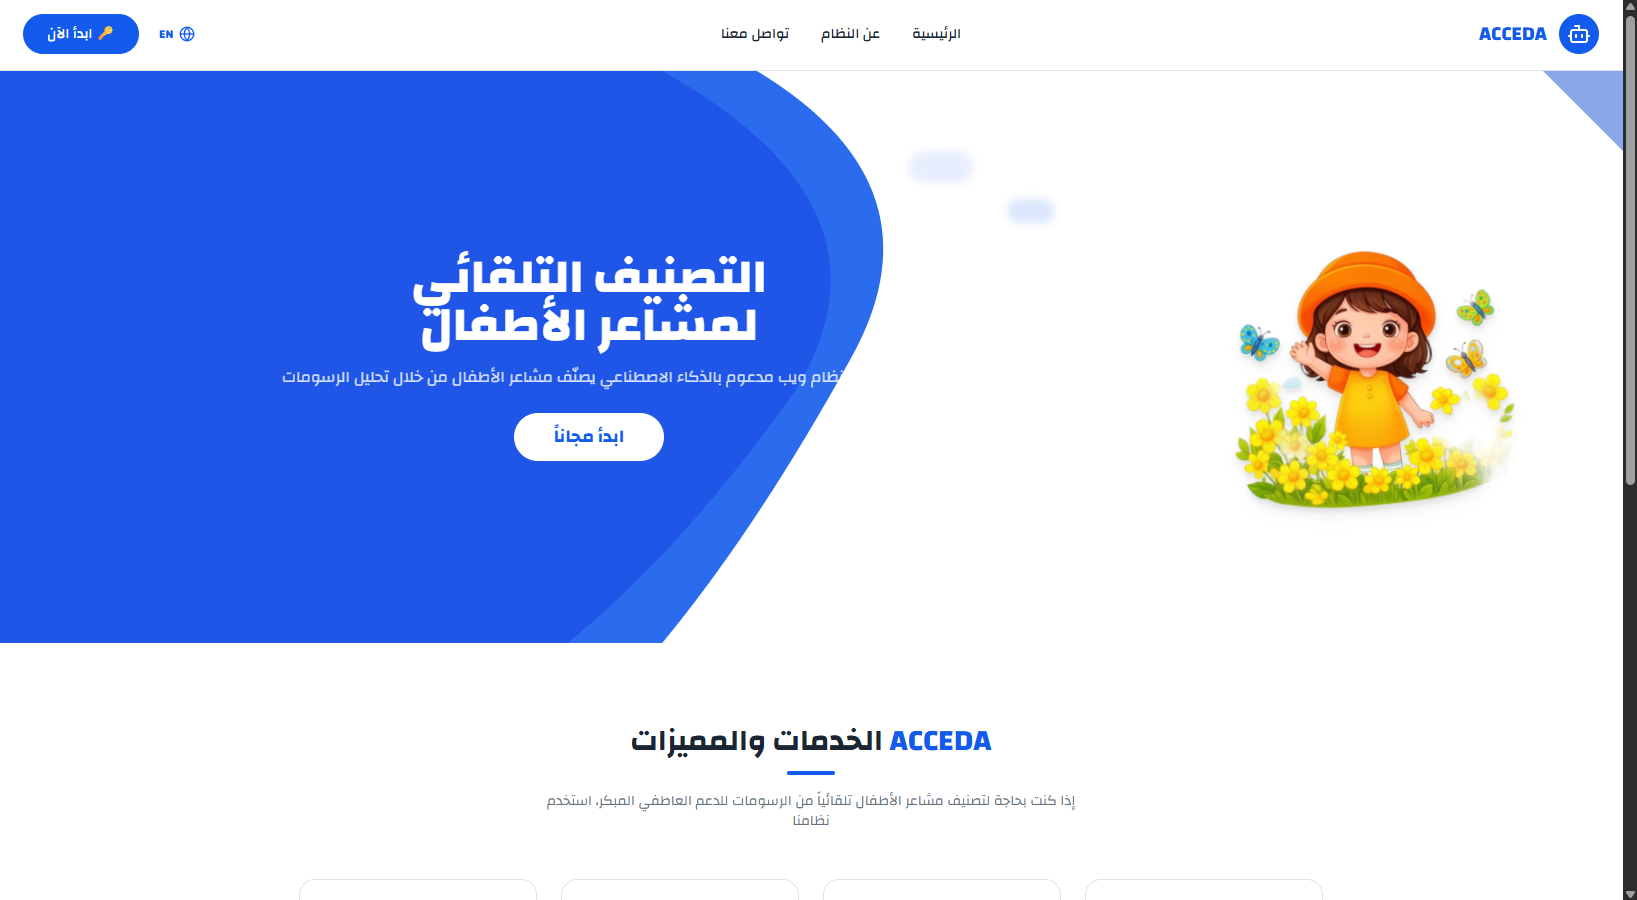 ACCEDA
الرئيسية
عن النظام
تواصل معنا
EN
ابدأ الآن
التصنيف التلقائي
لمشاعر الأطفال
نظام ويب مدعوم بالذكاء الاصطناعي يصنّف مشاعر الأطفال من خلال تحليل الرسومات
ابدأ مجاناً
ACCEDA الخدمات والمميزات
إذا كنت بحاجة لتصنيف مشاعر الأطفال تلقائياً من الرسومات للدعم العاطفي المبكر، استخدم
نظامنا